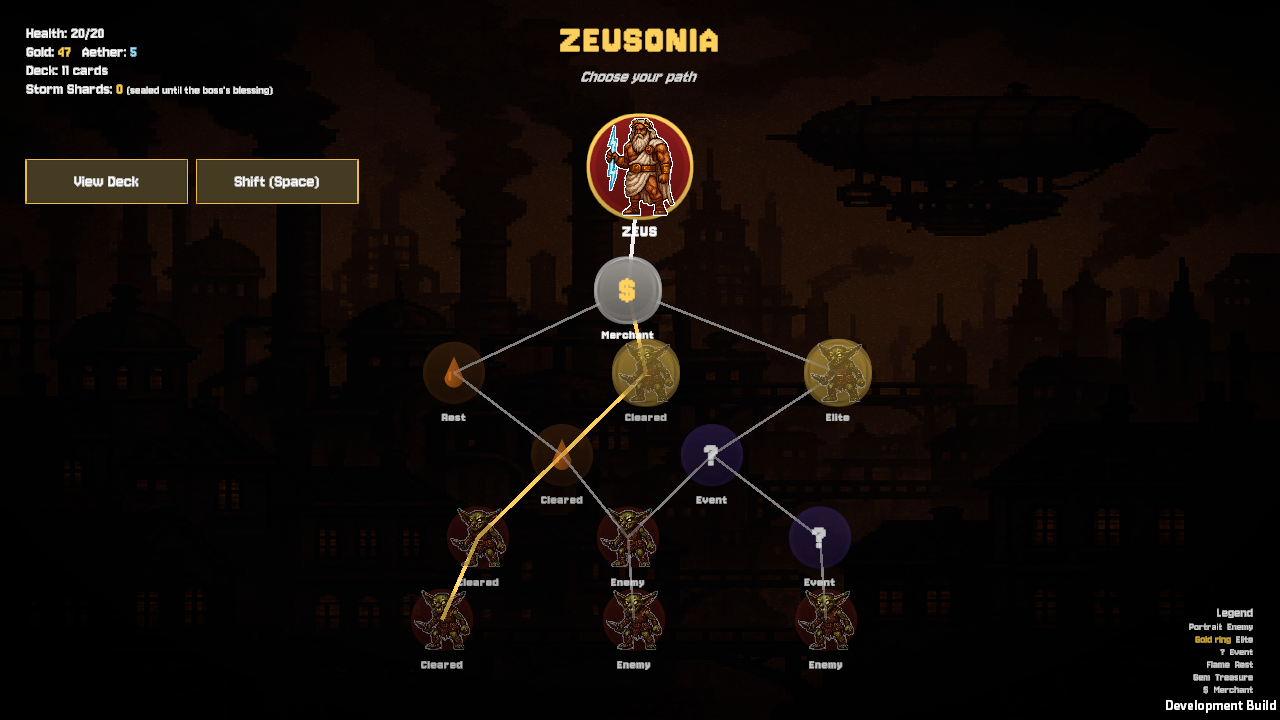 Health: 20/20
Gold: 47 Aether: 5
Deck: 11 cards
Storm Shards: 0 (sealed until the boss's blessing)
ZEUSONIA
Choose your path
View Deck
Shift (Space)
ZEUS
$
Merchant
Rest
Cleared
Elite
?
Cleared
Event
?
Cleared
Enemy
Event
Cleared
Enemy
Enemy
Legend
Portrait Enemy
Gold ring Elite
? Event
Flame Rest
Gem Treasure
$ Merchant
Development Build